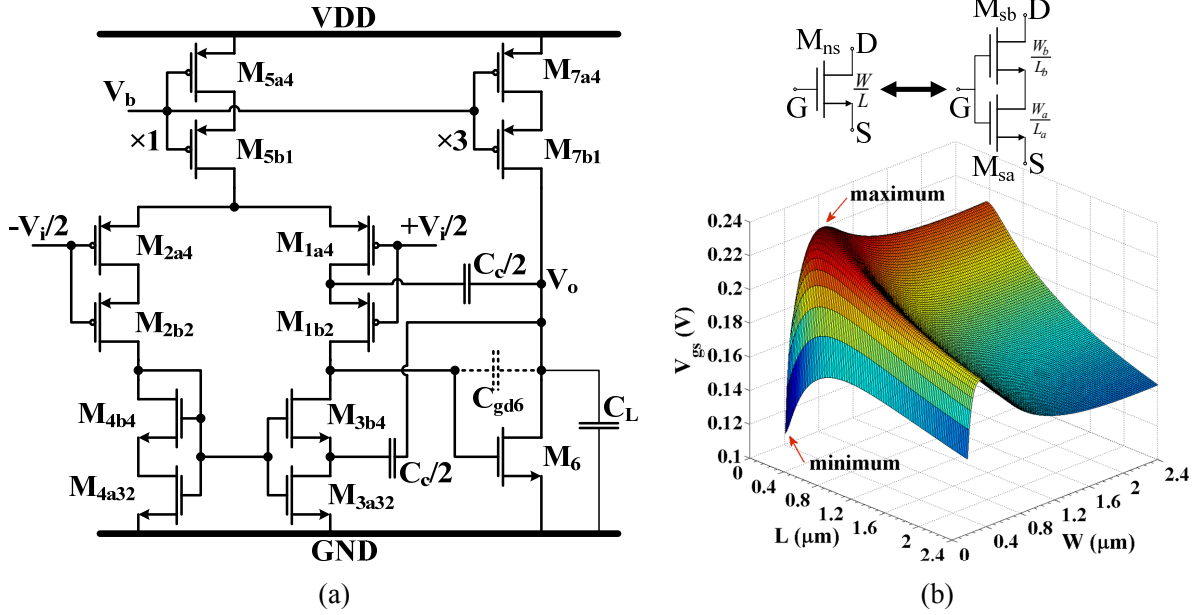 VDD
M5a4
M7a4
Vb
×1
×3
M5b1
M7b1
-Vi/2
+Vi/2
M2a4
M1a4
Cc/2
Vo
M2b2
M1b2
Cgd6
CL
M4b4
M3b4
M6
Cc/2
M4a32
M3a32
GND
(a)
Msb D
Mns D
Wb
Lb
W
L
G
G
Wa
La
S
Msa S
maximum
minimum
Vgs (V)
0.24
0.22
0.2
0.18
0.16
0.14
0.12
0.1
0
0.4
0.8
1.2
1.6
2
2.4
L (μm)
0
0.4
0.8
1.2
1.6
2
2.4
W (μm)
(b)